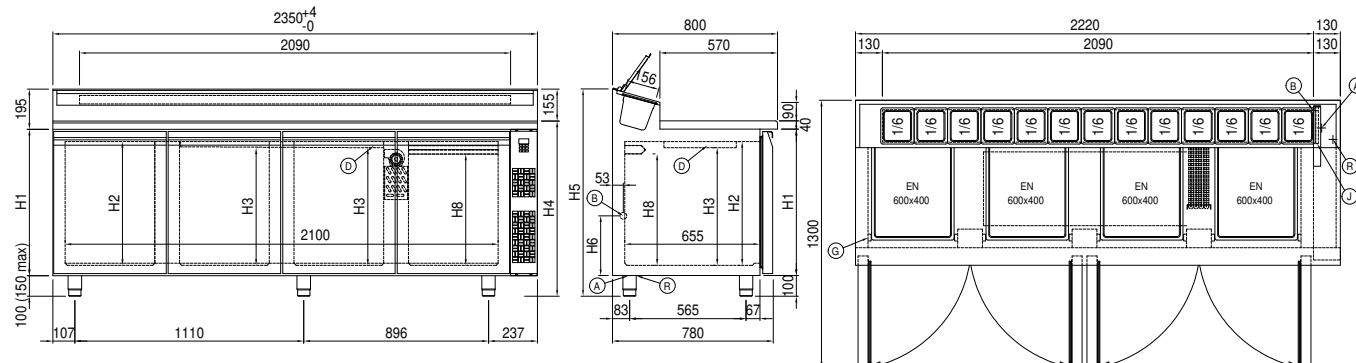 2350 +4 -0
2090
195
155
H1
H2
H3
D
H3
H8
H4
2100
100 (150 max)
107
1110
896
237
800
570
156
90
40
H5
53
B
D
H8
H3
H2
H1
H6
655
A
R
100
83
565
67
780
2220
130
130
2090
130
B
A
1/6
1/6
1/6
1/6
1/6
1/6
1/6
1/6
1/6
1/6
1/6
1/6
1/6
R
J
EN
600x400
EN
600x400
EN
600x400
EN
600x400
G
1300